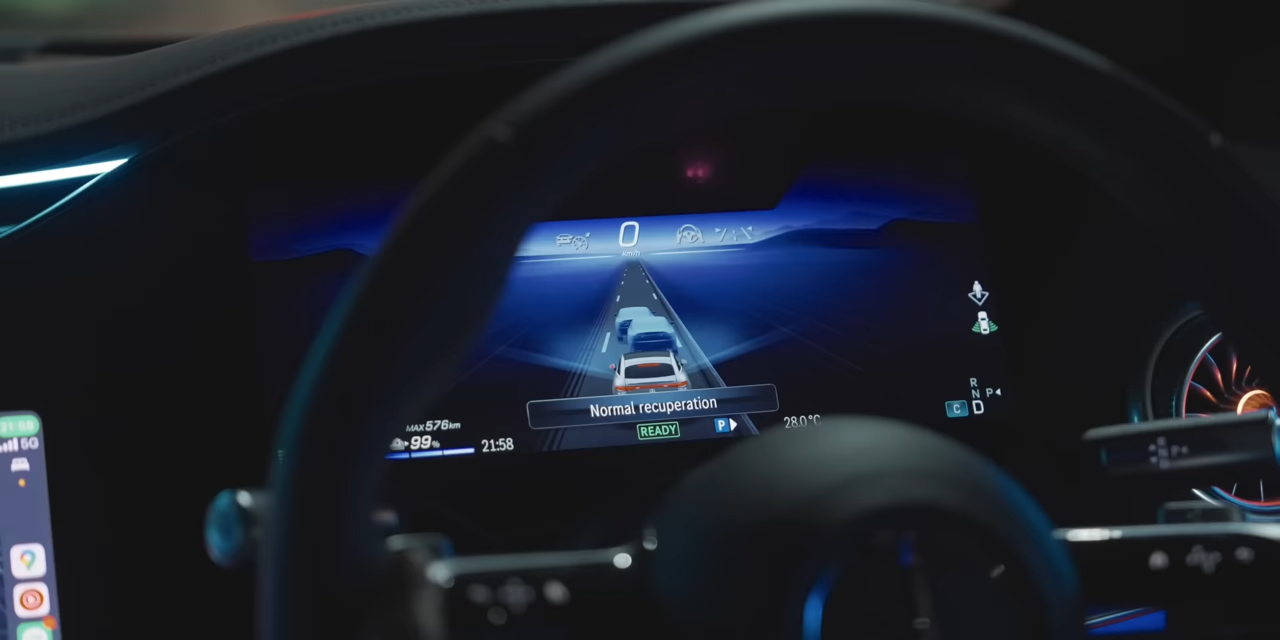 0
km/h
R
N P
C D
Normal recuperation
MAX 576 km
99%
21:58
READY
P
28.0°C
21:58
5G